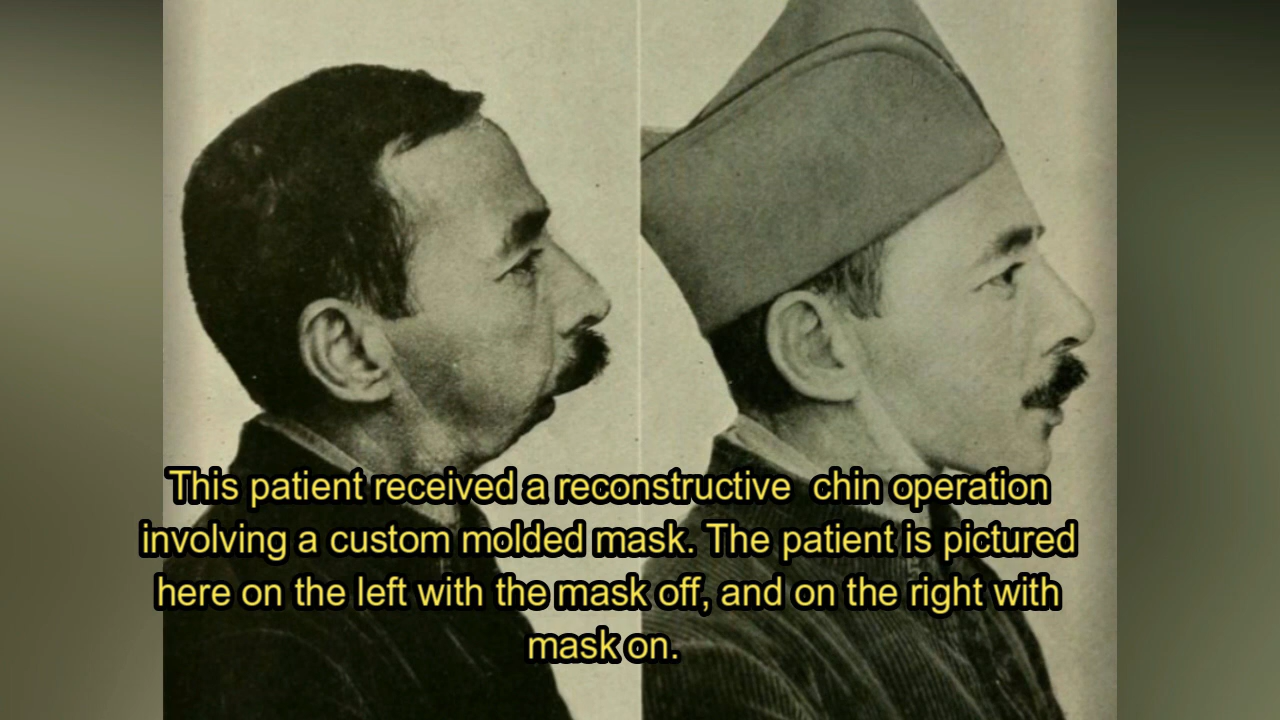 This patient received a reconstructive  chin operation
involving a custom molded mask. The patient is pictured
here on the left with the mask off, and on the right with
mask on.